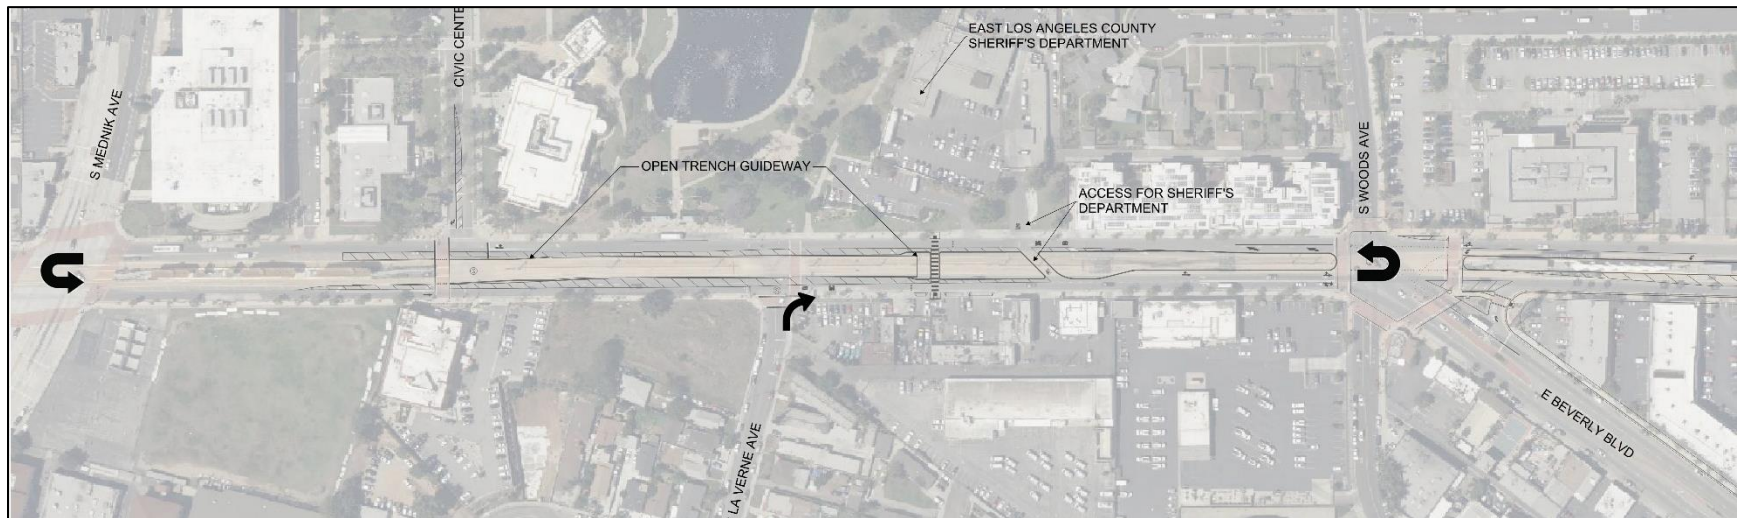 EAST LOS ANGELES COUNTY
SHERIFF'S DEPARTMENT
CIVIC CENTE
S MEDNIK AVE
OPEN TRENCH GUIDEWAY
ACCESS FOR SHERIFF'S
DEPARTMENT
S WOODS AVE
LA VERNE AVE
E BEVERLY BLVD